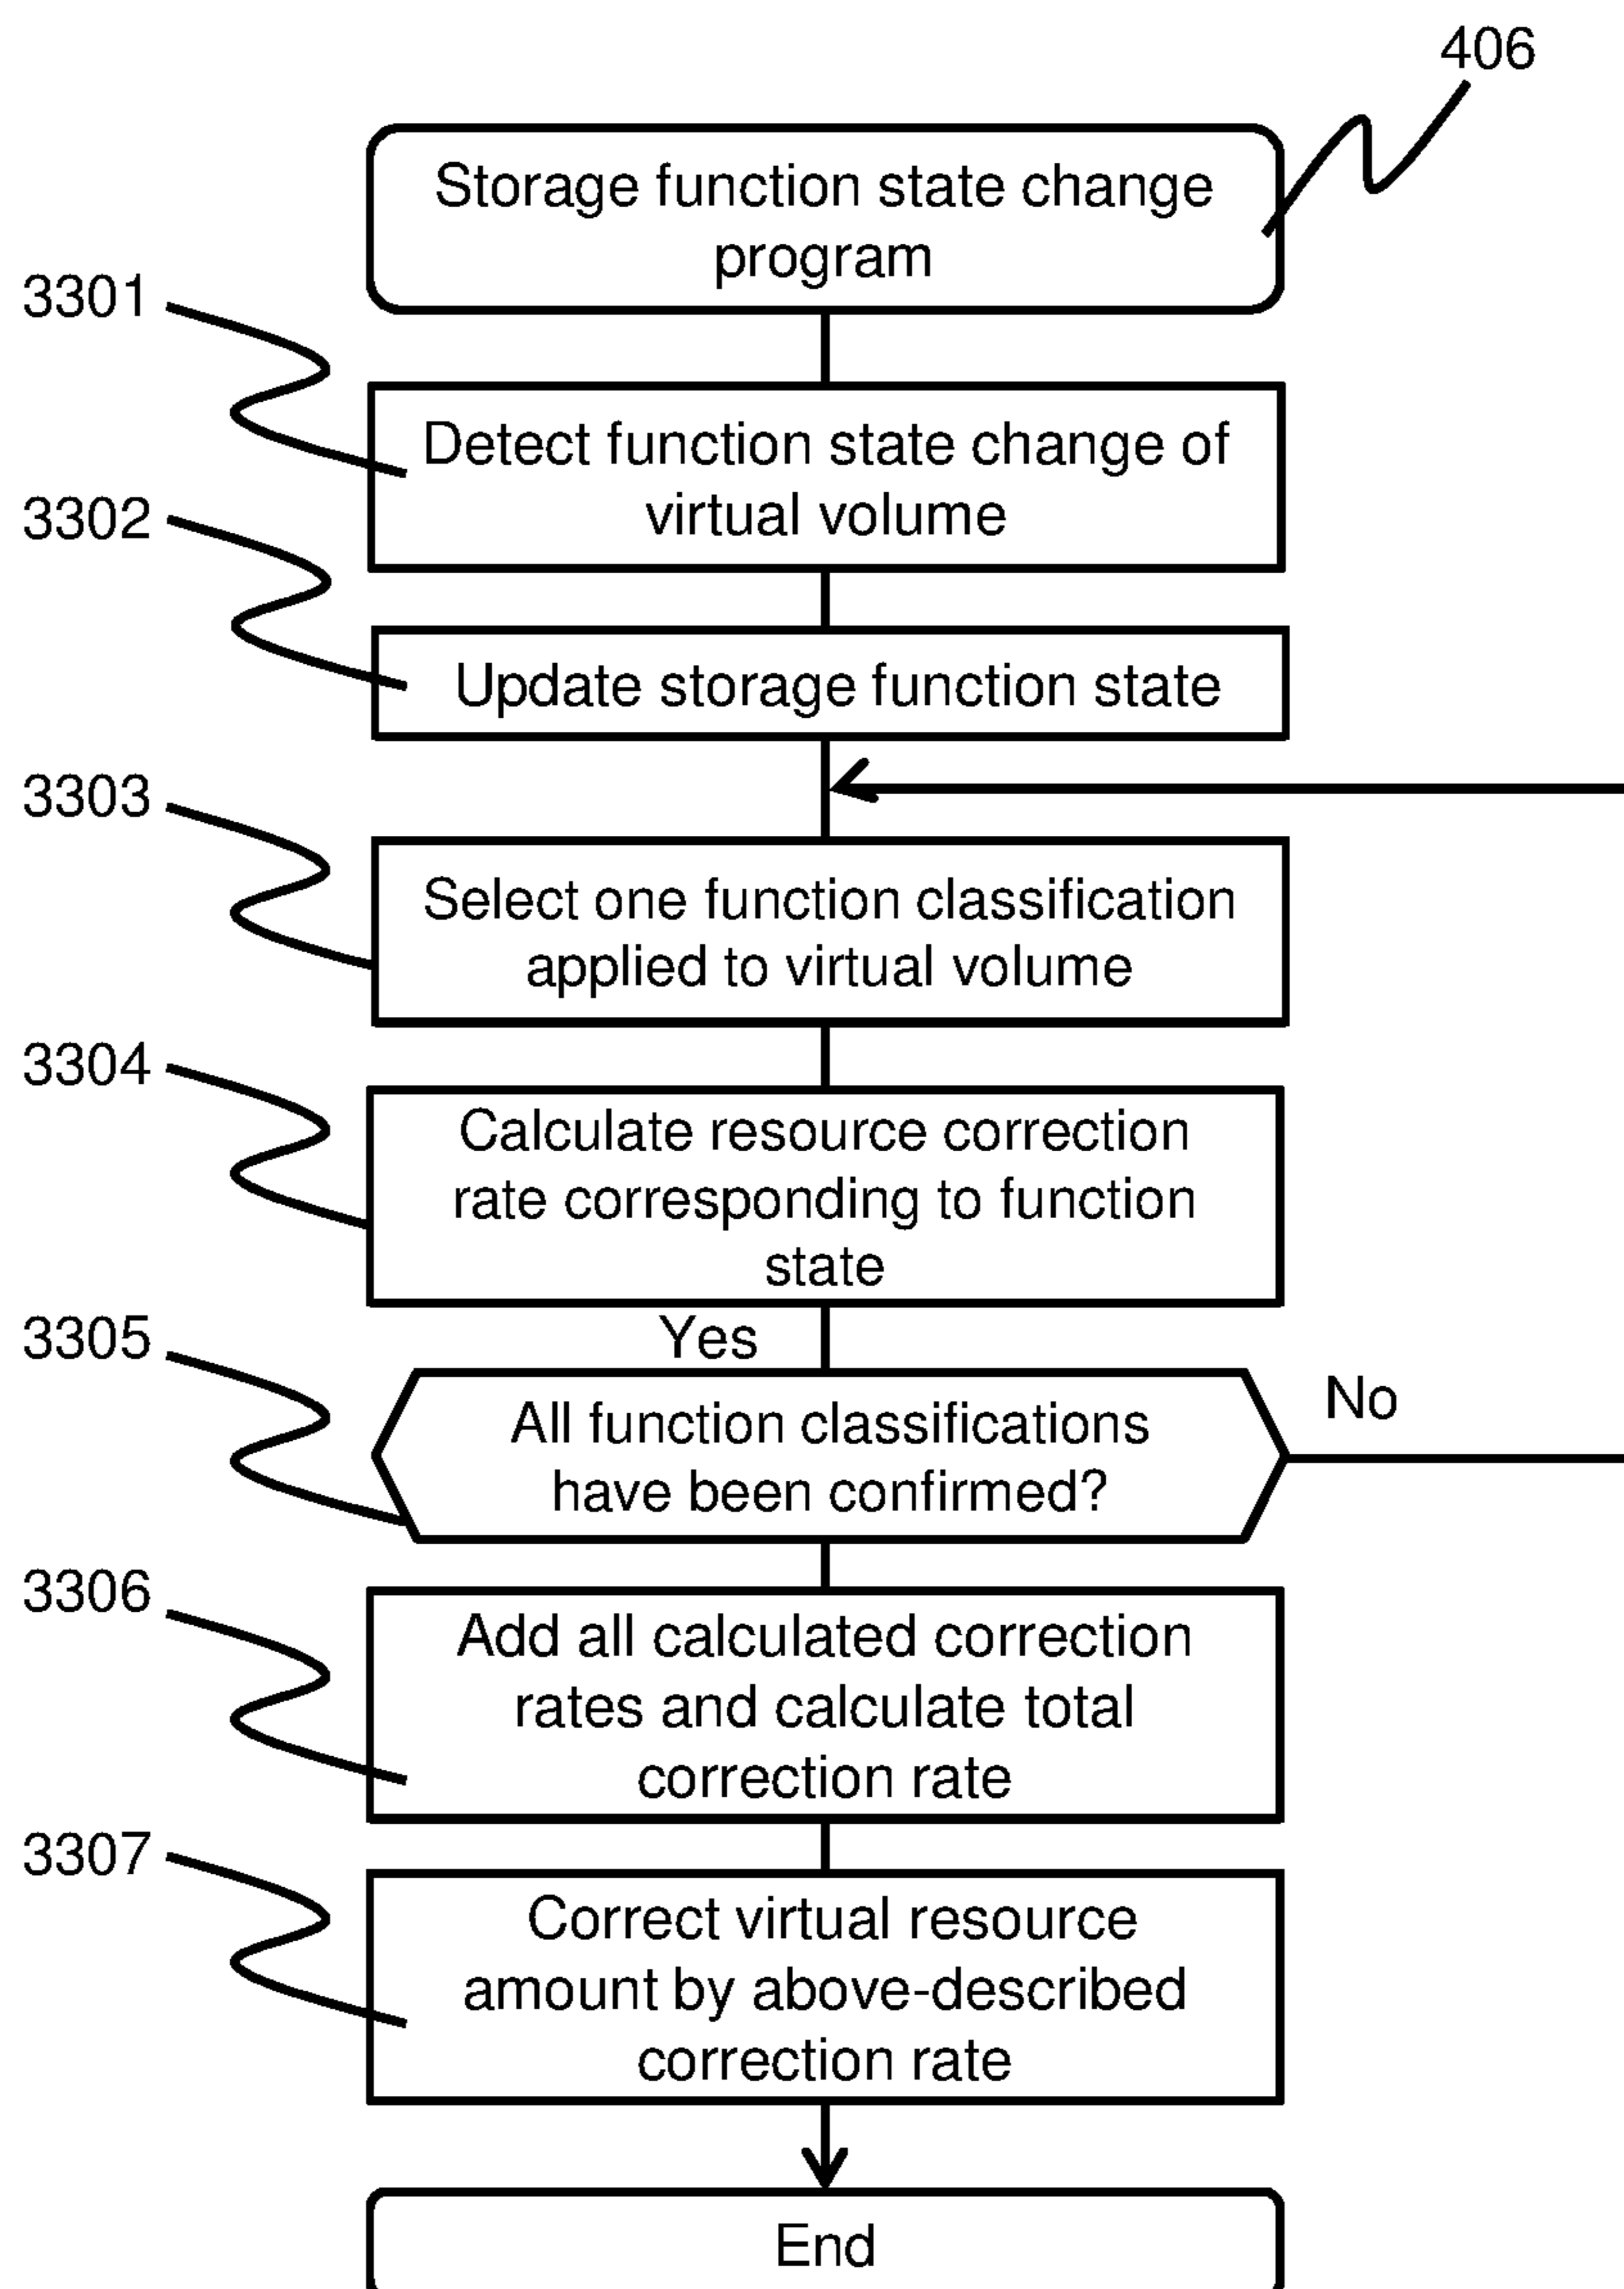 406
Storage function state change
program
3301
Detect function state change of
virtual volume
3302
Update storage function state
3303
Select one function classification
applied to virtual volume
3304
Calculate resource correction
rate corresponding to function
state
Yes
3305
All function classifications
have been confirmed?
No
3306
Add all calculated correction
rates and calculate total
correction rate
3307
Correct virtual resource
amount by above-described
correction rate
End